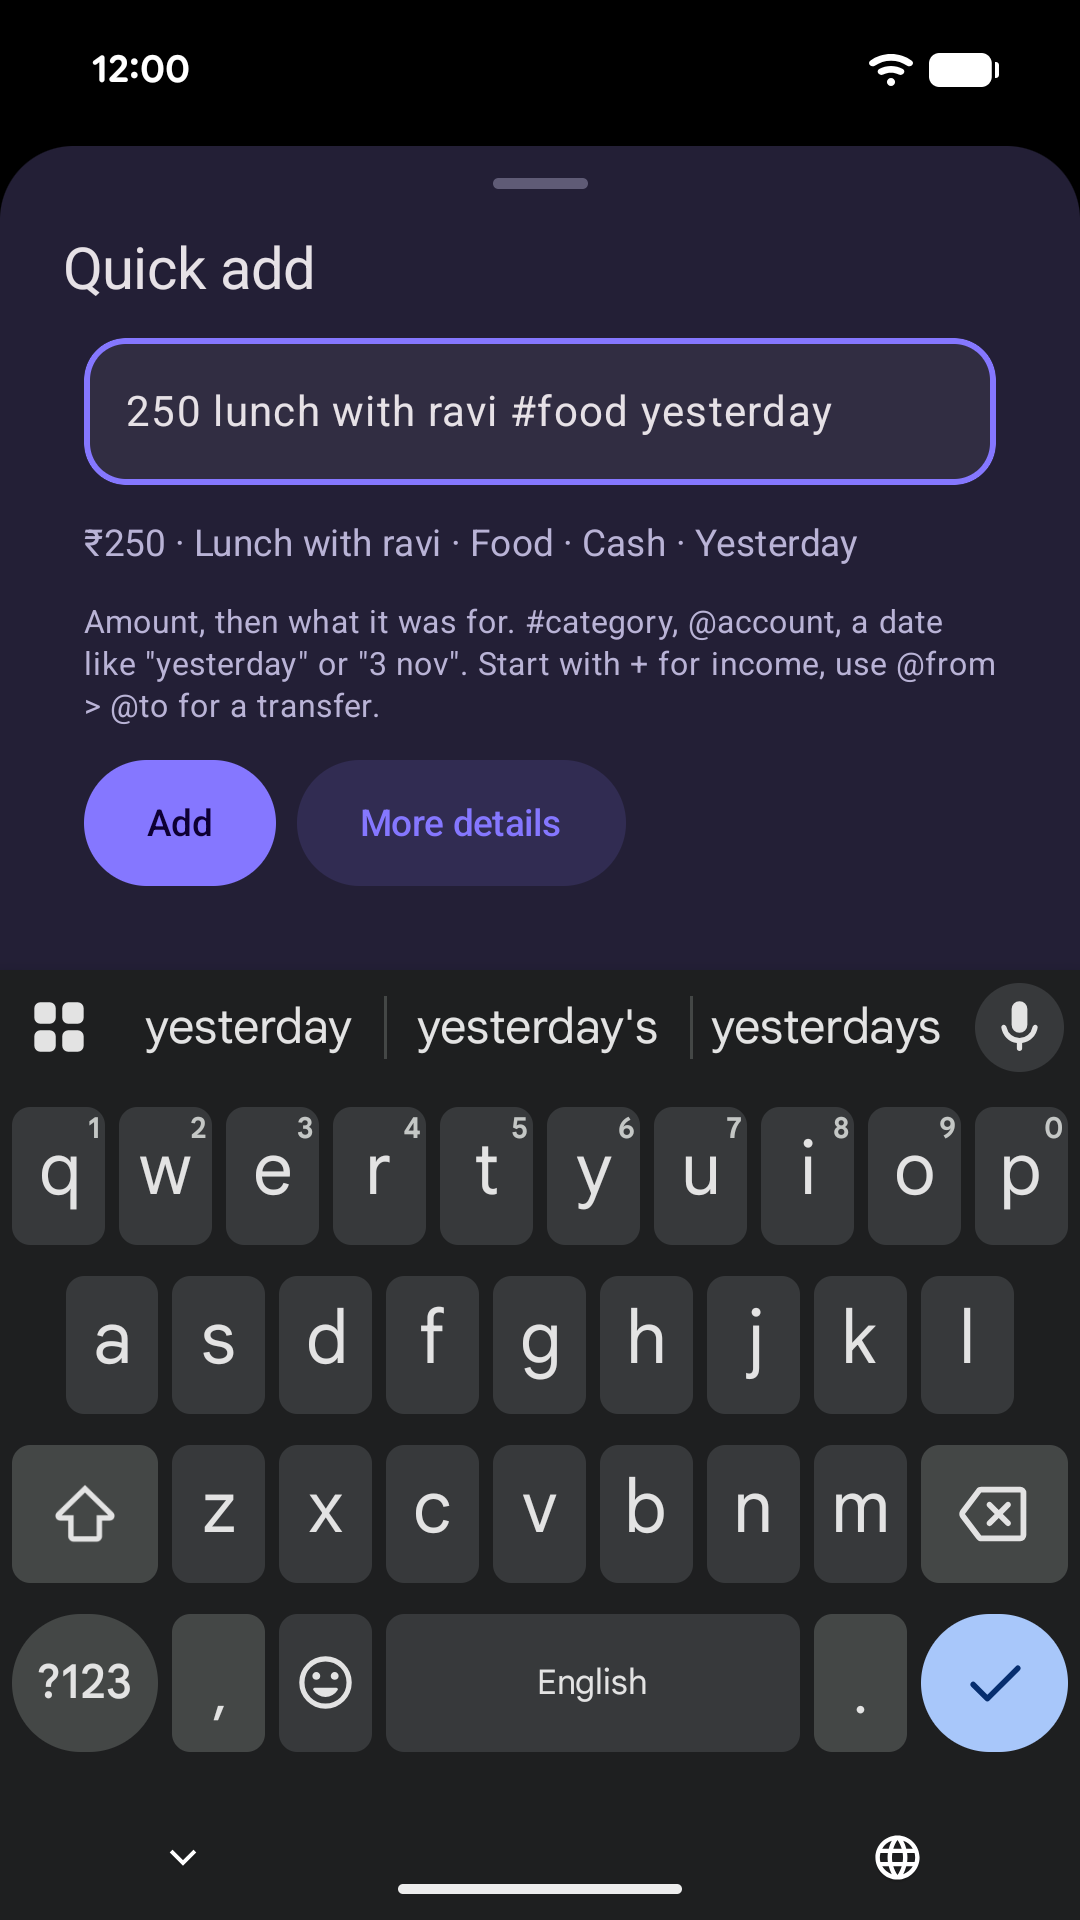 12:00
Quick add
250 lunch with ravi #food yesterday
₹250 · Lunch with ravi · Food · Cash · Yesterday
Amount, then what it was for. #category, @account, a date
like "yesterday" or "3 nov". Start with + for income, use @from
> @to for a transfer.
Add More details
yesterday yesterday's yesterdays
1 2 3 4 5 6 7 8 9 0
q w e r t y u i o p
a s d f g h j k l
z x c v b n m
?123 , English .